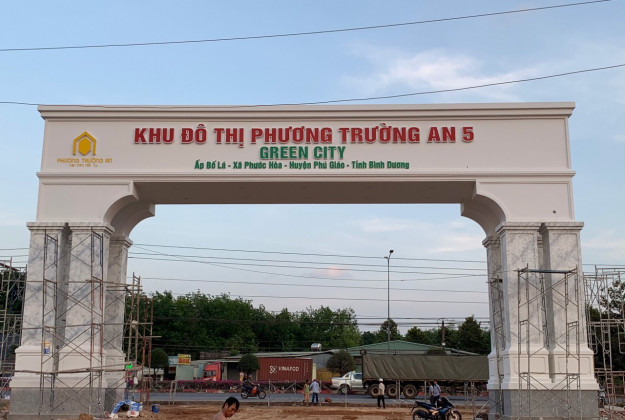 KHU ĐÔ THỊ PHƯƠNG TRƯỜNG AN 5
GREEN CITY
Ấp Bố Lá - Xã Phước Hòa - Huyện Phú Giáo - Tỉnh Bình Dương
PHƯƠNG TRƯỜNG AN
VINAFCO